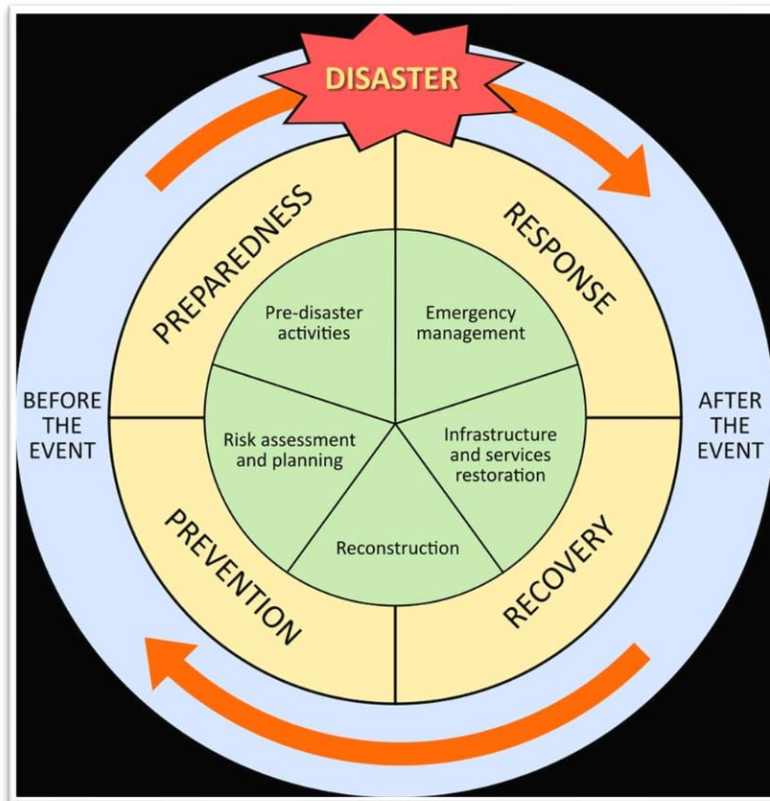 DISASTER
PREPAREDNESS
RESPONSE
Pre-disaster
activities
Emergency
management
BEFORE
THE
EVENT
AFTER
THE
EVENT
Risk assessment
and planning
Infrastructure
and services
restoration
Reconstruction
PREVENTION
RECOVERY